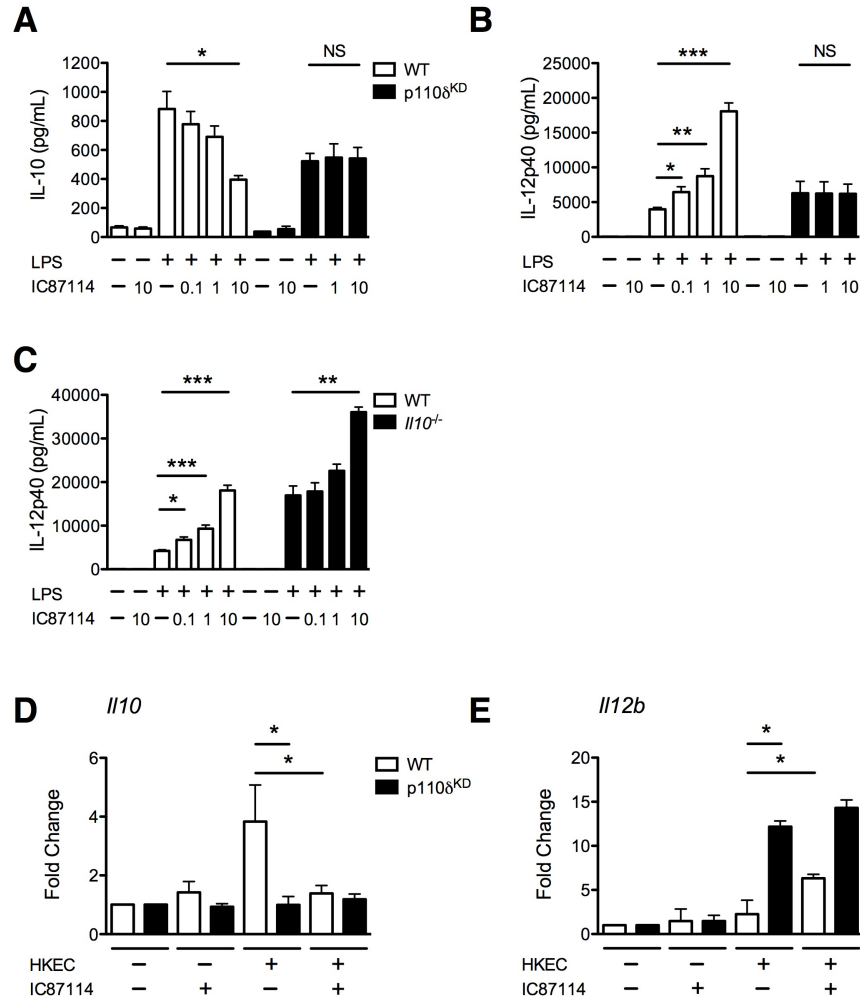 A
B
*
NS
WT
p110δKD
1200
1000
800
600
400
200
0
IL-10 (pg/mL)
LPS – – + + + + – – + + +
IC87114 – 10 – 0.1 1 10 – 10 – 1 10
***
**
*
NS
25000
20000
15000
10000
5000
0
IL-12p40 (pg/mL)
LPS – – + + + + – – + + +
IC87114 – 10 – 0.1 1 10 – 10 – 1 10
C
***
***
*
**
WT
Il10-/-
40000
30000
20000
10000
0
IL-12p40 (pg/mL)
LPS – – + + + + – – + + + +
IC87114 – 10 – 0.1 1 10 – 10 – 0.1 1 10
D
Il10
*
*
WT
p110δKD
6
4
2
0
Fold Change
HKEC – – + +
IC87114 – + – +
E
Il12b
*
*
20
15
10
5
0
Fold Change
HKEC – – + +
IC87114 – + – +